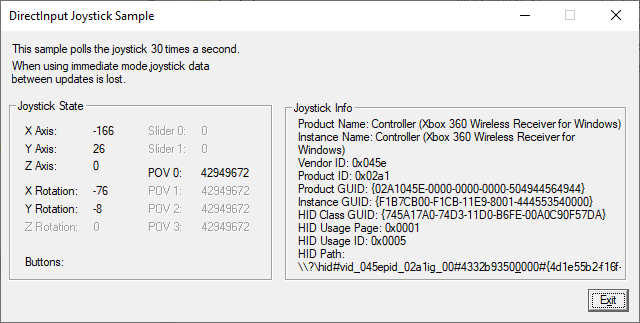 DirectInput Joystick Sample
This sample polls the joystick 30 times a second.
When using immediate mode,joystick data
between updates is lost.
Joystick State
X Axis: -166 Slider 0: 0
Y Axis: 26 Slider 1: 0
Z Axis: 0 POV 0: 42949672
X Rotation: -76 POV 1: 42949672
Y Rotation: -8 POV 2: 42949672
Z Rotation: 0 POV 3: 42949672
Buttons:
Joystick Info
Product Name: Controller (Xbox 360 Wireless Receiver for Windows)
Instance Name: Controller (Xbox 360 Wireless Receiver for
Windows)
Vendor ID: 0x045e
Product ID: 0x02a1
Product GUID: {02A1045E-0000-0000-0000-504944564944}
Instance GUID: {F1B7CB00-F1CB-11E9-8001-444553540000}
HID Class GUID: {745A17A0-74D3-11D0-B6FE-00A0C90F57DA}
HID Usage Page: 0x0001
HID Usage ID: 0x0005
HID Path:
\\?\hid#vid_045epid_02a1ig_00#4332b93500000#{4d1e55b2-f16f-
Exit